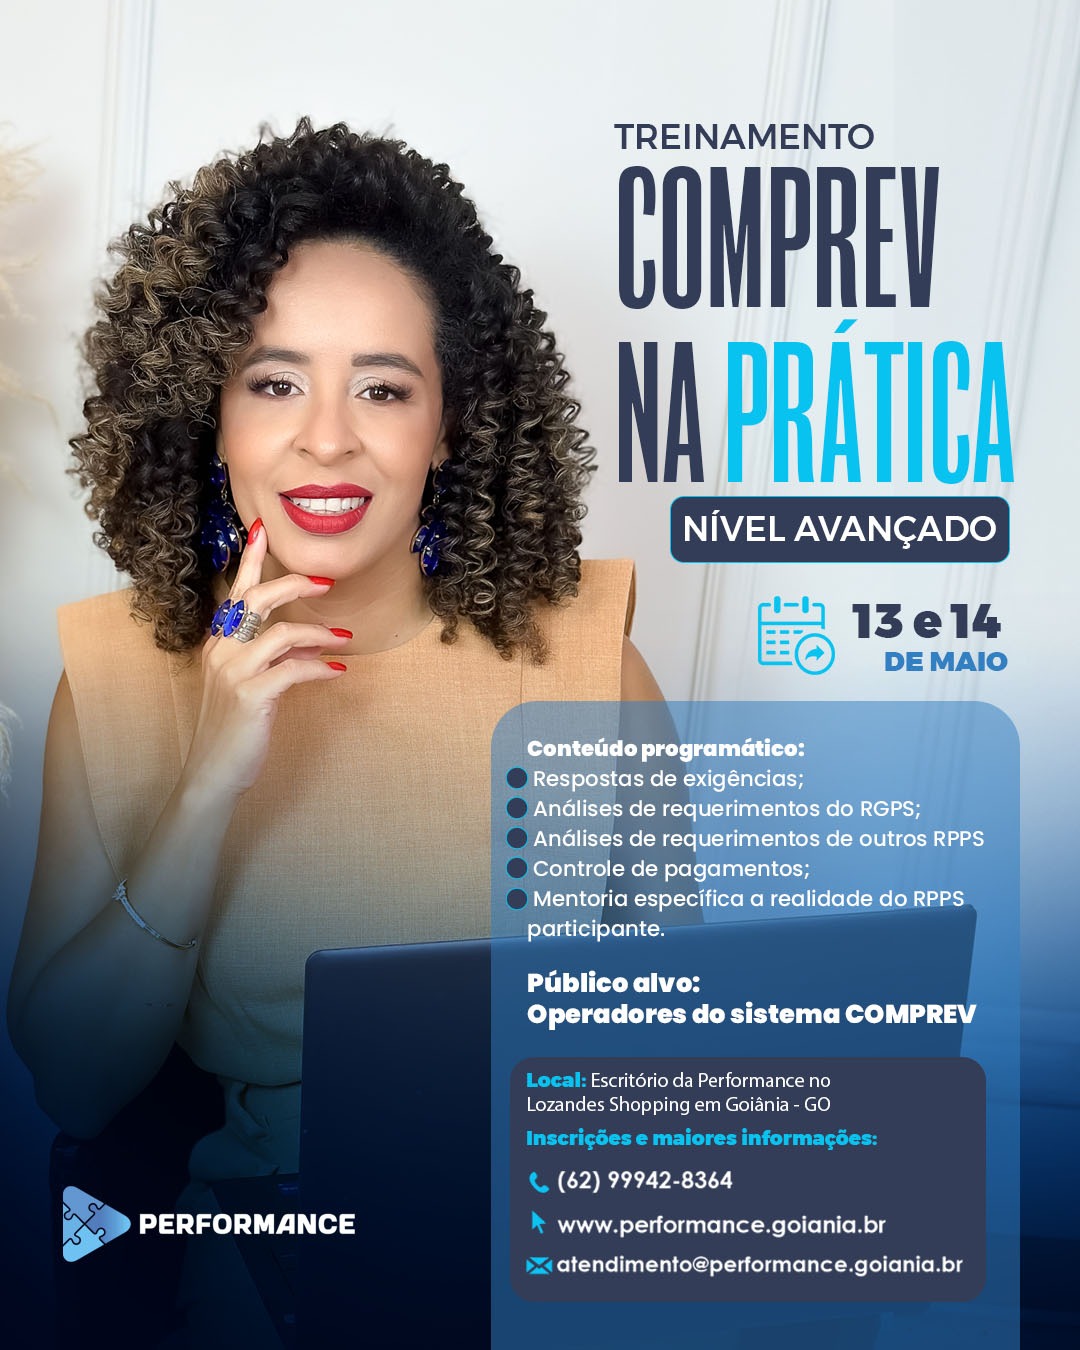 TREINAMENTO
COMPREV
NA PRÁTICA
NÍVEL AVANÇADO
13 e 14
DE MAIO
Conteúdo programático:
Respostas de exigências;
Análises de requerimentos do RGPS;
Análises de requerimentos de outros RPPS
Controle de pagamentos;
Mentoria específica a realidade do RPPS
participante.
Público alvo:
Operadores do sistema COMPREV
Local: Escritório da Performance no
Lozandes Shopping em Goiânia - GO
Inscrições e maiores informações:
(62) 99942-8364
www.performance.goiania.br
atendimento@performance.goiania.br
PERFORMANCE